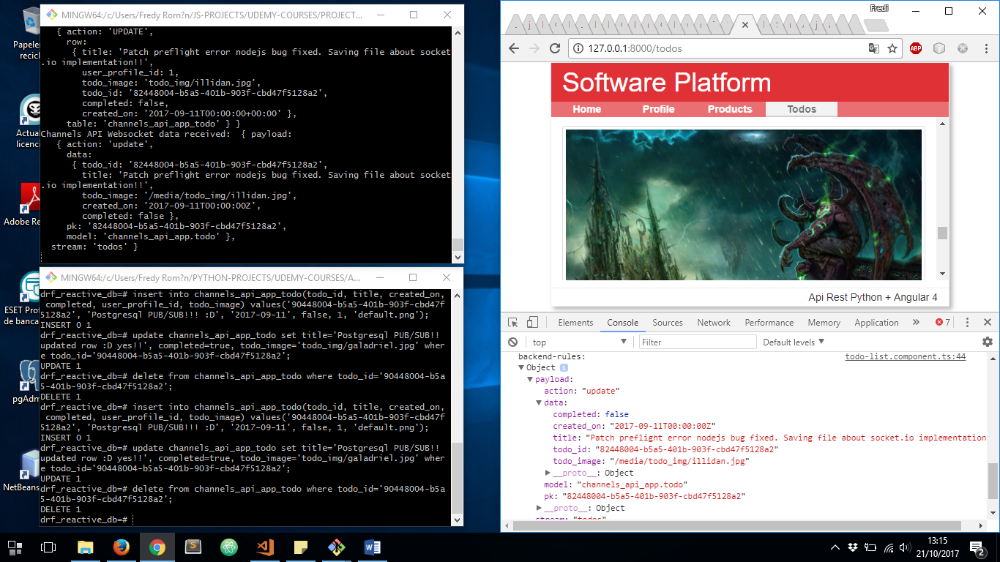 Papeler
recicl
Actual
licenci
Adobe Re
ESET Prot
de banca
pgAdm
NetBeans
MINGW64:/c/Users/Fredy Rom?n/JS-PROJECTS/UDEMY-COURSES/PROJECT...
{ action: 'UPDATE',
row:
{ title: 'Patch preflight error nodejs bug fixed. Saving file about socket
.io implementation!!',
user_profile_id: 1,
todo_image: 'todo_img/illidan.jpg',
todo_id: '82448004-b5a5-401b-903f-cbd47f5128a2',
completed: false,
created_on: '2017-09-11T00:00:00+00:00' },
table: 'channels_api_app_todo' } }
Channels API Websocket data received:  { payload:
{ action: 'update',
data:
{ todo_id: '82448004-b5a5-401b-903f-cbd47f5128a2',
title: 'Patch preflight error nodejs bug fixed. Saving file about socket
.io implementation!!',
todo_image: '/media/todo_img/illidan.jpg',
created_on: '2017-09-11T00:00:00Z',
completed: false },
pk: '82448004-b5a5-401b-903f-cbd47f5128a2',
model: 'channels_api_app.todo' },
stream: 'todos' }
MINGW64:/c/Users/Fredy Rom?n/PYTHON-PROJECTS/UDEMY-COURSES/A...
drf_reactive_db=# insert into channels_api_app_todo(todo_id, title, created_on,
completed, user_profile_id, todo_image) values('90448004-b5a5-401b-903f-cbd47f
5128a2', 'Postgresql PUB/SUB!!! :D', '2017-09-11', false, 1, 'default.png');
INSERT 0 1
drf_reactive_db=# update channels_api_app_todo set title='Postgresql PUB/SUB!!
updated row :D yes!!', completed=true, todo_image='todo_img/galadriel.jpg' wher
e todo_id='90448004-b5a5-401b-903f-cbd47f5128a2';
UPDATE 1
drf_reactive_db=# delete from channels_api_app_todo where todo_id='90448004-b5a
5-401b-903f-cbd47f5128a2';
DELETE 1
drf_reactive_db=# insert into channels_api_app_todo(todo_id, title, created_on,
completed, user_profile_id, todo_image) values('90448004-b5a5-401b-903f-cbd47f
5128a2', 'Postgresql PUB/SUB!!! :D', '2017-09-11', false, 1, 'default.png');
INSERT 0 1
drf_reactive_db=# update channels_api_app_todo set title='Postgresql PUB/SUB!!
updated row :D yes!!', completed=true, todo_image='todo_img/galadriel.jpg' wher
e todo_id='90448004-b5a5-401b-903f-cbd47f5128a2';
UPDATE 1
drf_reactive_db=# delete from channels_api_app_todo where todo_id='90448004-b5a
5-401b-903f-cbd47f5128a2';
DELETE 1
drf_reactive_db=#
Fredi
127.0.0.1:8000/todos
ABP
Software Platform
Home Profile Products Todos
Api Rest Python + Angular 4
Elements Console Sources Network Performance Memory Application » 7
top Filter Default levels
backend-rules: todo-list.component.ts:44
Object i
payload:
action: "update"
data:
completed: false
created_on: "2017-09-11T00:00:00Z"
title: "Patch preflight error nodejs bug fixed. Saving file about socket.io implementation
todo_id: "82448004-b5a5-401b-903f-cbd47f5128a2"
todo_image: "/media/todo_img/illidan.jpg"
__proto__: Object
model: "channels_api_app.todo"
pk: "82448004-b5a5-401b-903f-cbd47f5128a2"
__proto__: Object
stream: "todos"
13:15
21/10/2017
2